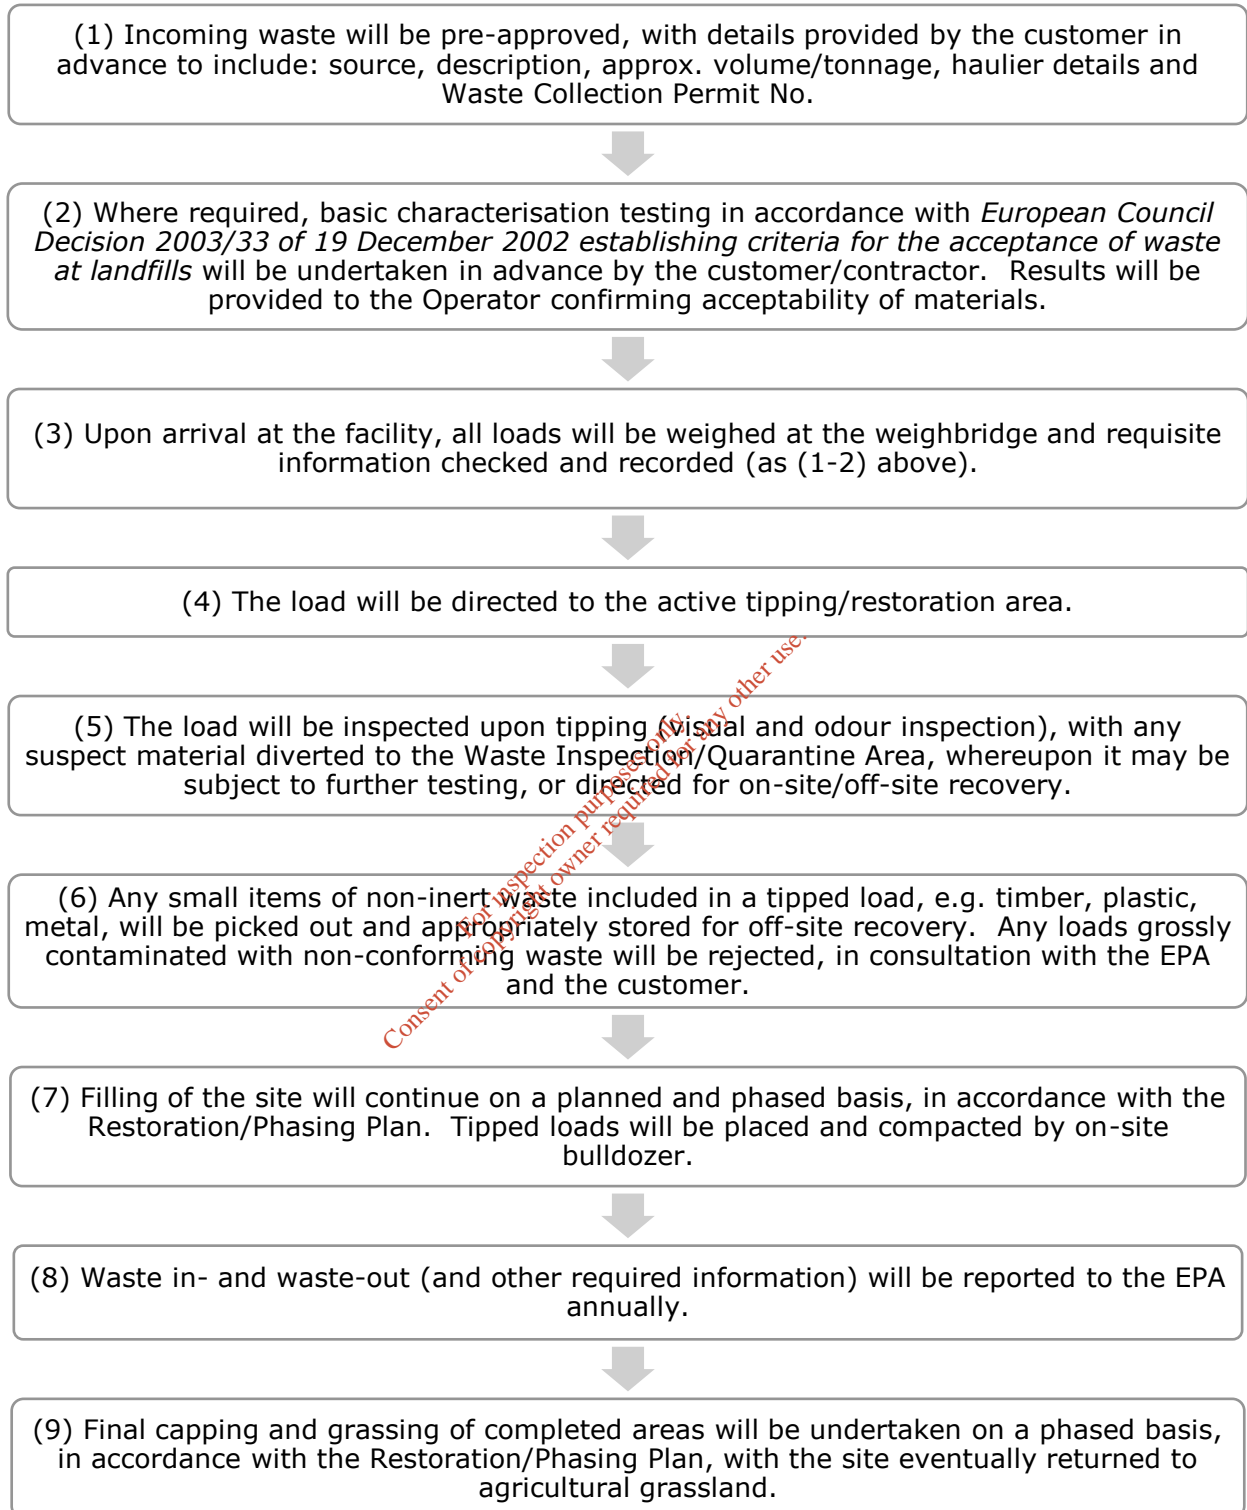 (1) Incoming waste will be pre-approved, with details provided by the customer in
advance to include: source, description, approx. volume/tonnage, haulier details and
Waste Collection Permit No.
(2) Where required, basic characterisation testing in accordance with European Council
Decision 2003/33 of 19 December 2002 establishing criteria for the acceptance of waste
at landfills will be undertaken in advance by the customer/contractor.  Results will be
provided to the Operator confirming acceptability of materials.
(3) Upon arrival at the facility, all loads will be weighed at the weighbridge and requisite
information checked and recorded (as (1-2) above).
(4) The load will be directed to the active tipping/restoration area.
(5) The load will be inspected upon tipping (visual and odour inspection), with any
suspect material diverted to the Waste Inspection/Quarantine Area, whereupon it may be
subject to further testing, or directed for on-site/off-site recovery.
(6) Any small items of non-inert waste included in a tipped load, e.g. timber, plastic,
metal, will be picked out and appropriately stored for off-site recovery.  Any loads grossly
contaminated with non-conforming waste will be rejected, in consultation with the EPA
and the customer.
(7) Filling of the site will continue on a planned and phased basis, in accordance with the
Restoration/Phasing Plan.  Tipped loads will be placed and compacted by on-site
bulldozer.
(8) Waste in- and waste-out (and other required information) will be reported to the EPA
annually.
(9) Final capping and grassing of completed areas will be undertaken on a phased basis,
in accordance with the Restoration/Phasing Plan, with the site eventually returned to
agricultural grassland.
For inspection purposes only.
Consent of copyright owner required for any other use.